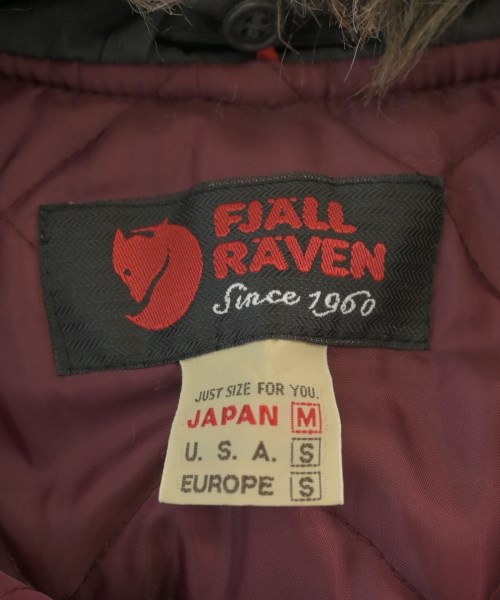 FJÄLL
RÄVEN
Since 1960
JUST SIZE FOR YOU.
JAPAN M
U. S. A. S
EUROPE S